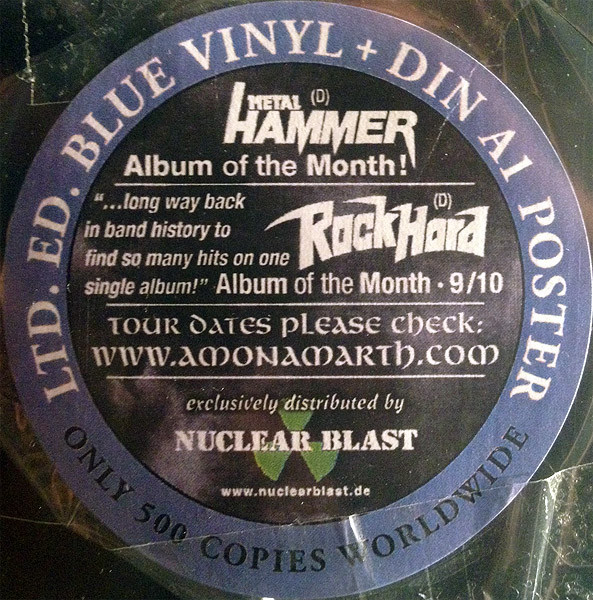 LTD. ED. BLUE VINYL + DIN A1 POSTER
METAL (D)
HAMMER
Album of the Month!
"...long way back
in band history to
find so many hits on one
single album!"
RockHard (D)
Album of the Month · 9/10
TOUR DATES PLEASE CHECK:
WWW.AMONAMARTH.COM
exclusively distributed by
NUCLEAR BLAST
www.nuclearblast.de
ONLY 500 COPIES WORLDWIDE